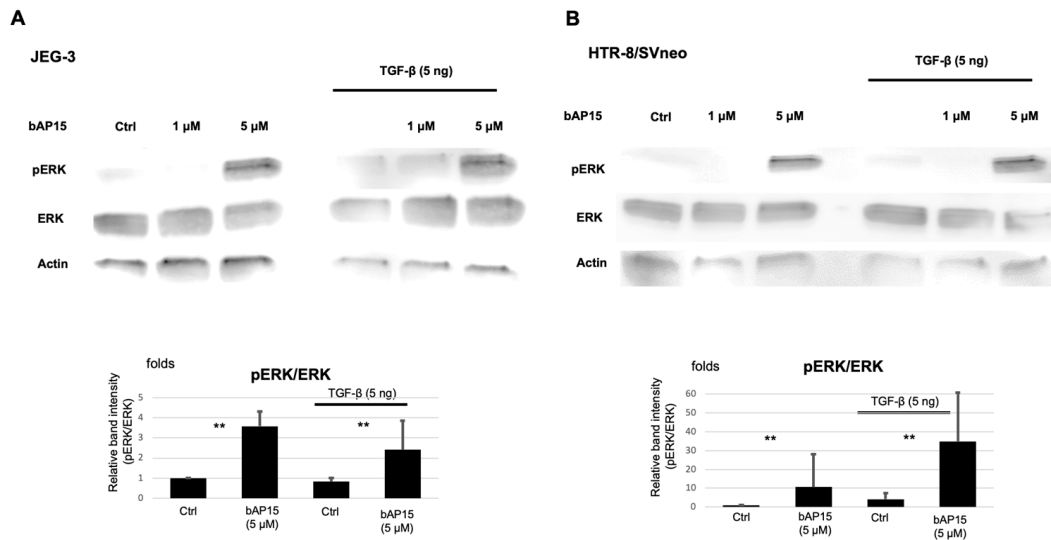 A
JEG-3
TGF-β (5 ng)
bAP15 Ctrl 1 μM 5 μM 1 μM 5 μM
pERK
ERK
Actin
folds
pERK/ERK
TGF-β (5 ng)
Relative band intensity
(pERK/ERK)
5
4
3
2
1
0
** **
Ctrl bAP15 Ctrl bAP15
(5 μM) (5 μM)
B
HTR-8/SVneo
TGF-β (5 ng)
bAP15 Ctrl 1 μM 5 μM 1 μM 5 μM
pERK
ERK
Actin
folds
pERK/ERK
TGF-β (5 ng)
Relative band intensity
(pERK/ERK)
60
50
40
30
20
10
0
** **
Ctrl bAP15 Ctrl bAP15
(5 μM) (5 μM)